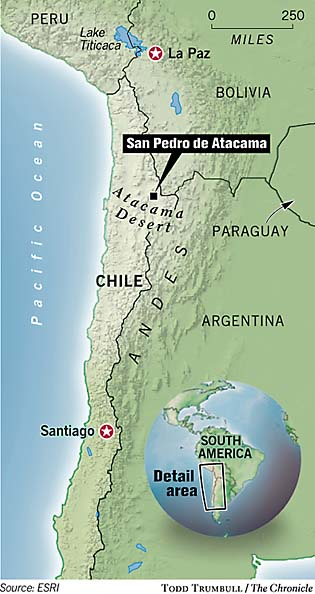 PERU
0 250
MILES
Lake
Titicaca
La Paz
BOLIVIA
San Pedro de Atacama
Atacama
Desert
PARAGUAY
Pacific Ocean
CHILE
ANDES
ARGENTINA
Santiago
SOUTH
AMERICA
Detail
area
Source: ESRI
TODD TRUMBULL / The Chronicle